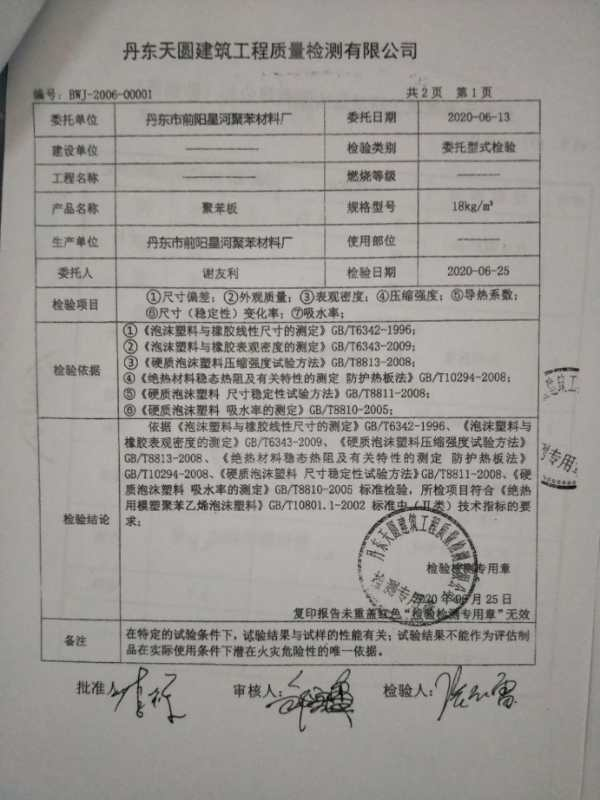 丹东天圆建筑工程质量检测有限公司
编号：BWJ-2006-00001 共2页 第1页
委托单位 丹东市前阳星河聚苯材料厂 委托日期 2020-06-13
建设单位 ———— 检验类别 委托型式检验
工程名称 ———— 燃烧等级 ————
产品名称 聚苯板 规格型号 18kg/m³
生产单位 丹东市前阳星河聚苯材料厂 使用部位 ————
委托人 谢友利 检验日期 2020-06-25
检验项目 ①尺寸偏差；②外观质量；③表观密度；④压缩强度；⑤导热系数；
⑥尺寸（稳定性）变化率；⑦吸水率；
检验依据
①《泡沫塑料与橡胶线性尺寸的测定》GB/T6342-1996；
②《泡沫塑料与橡胶表观密度的测定》GB/T6343-2009；
③《硬质泡沫塑料压缩强度试验方法》GB/T8813-2008；
④《绝热材料稳态热阻及有关特性的测定 防护热板法》GB/T10294-2008；
⑤《硬质泡沫塑料 尺寸稳定性试验方法》GB/T8811-2008；
⑥《硬质泡沫塑料 吸水率的测定》GB/T8810-2005；
检验结论
依据《泡沫塑料与橡胶线性尺寸的测定》GB/T6342-1996、《泡沫塑料与
橡胶表观密度的测定》GB/T6343-2009、《硬质泡沫塑料压缩强度试验方法》
GB/T8813-2008、《绝热材料稳态热阻及有关特性的测定 防护热板法》
GB/T10294-2008、《硬质泡沫塑料 尺寸稳定性试验方法》GB/T8811-2008、《硬
质泡沫塑料 吸水率的测定》GB/T8810-2005 标准检验，所检项目符合《绝热
用模塑聚苯乙烯泡沫塑料》GB/T10801.1-2002 标准中（Ⅱ类）技术指标的要
求；
丹东天圆建筑工程质量检测有限公司
检验检测专用章
2020年06月25日
复印报告未重盖红色“检验检测专用章”无效
备注 在特定的试验条件下，试验结果与试样的性能有关；试验结果不能作为评估制
品在实际使用条件下潜在火灾危险性的唯一依据。
批准人： 审核人： 检验人：
测专用章